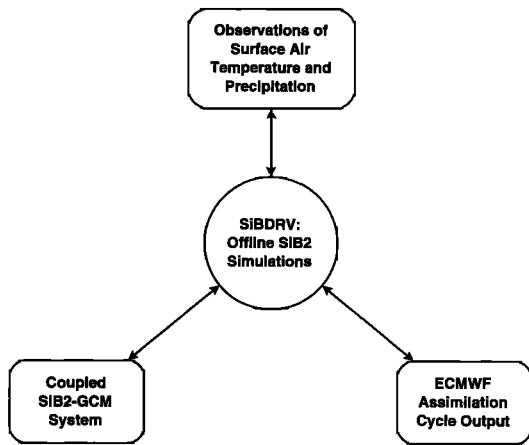 Observations of
Surface Air
Temperature and
Precipitation
SiBDRV:
Offline SiB2
Simulations
Coupled
SiB2-GCM
System
ECMWF
Assimilation
Cycle Output